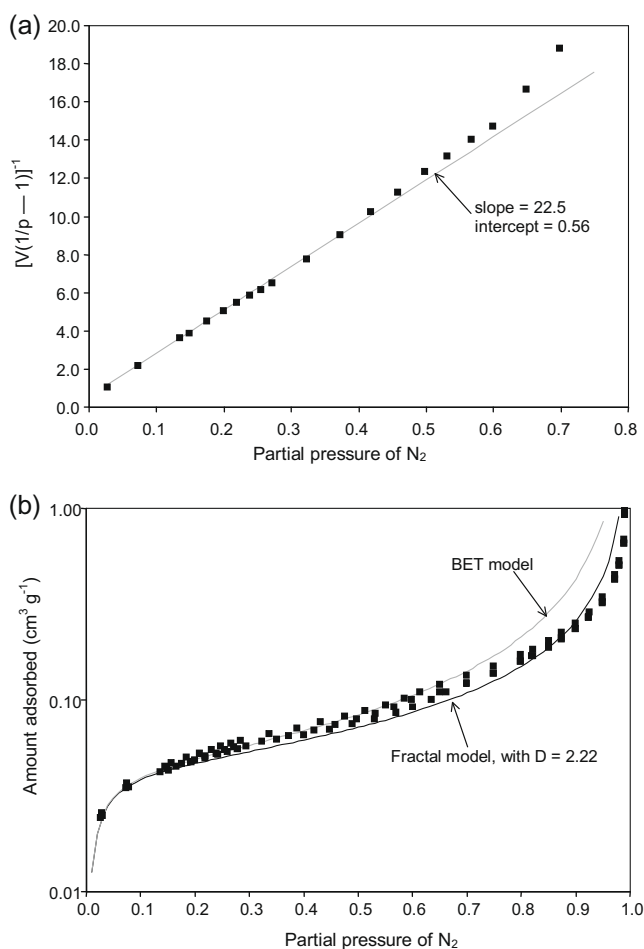 (a)
20.0
18.0
16.0
14.0
12.0
10.0
8.0
6.0
4.0
2.0
0.0
[V(1/p — 1)]⁻¹
slope = 22.5
intercept = 0.56
0.0 0.1 0.2 0.3 0.4 0.5 0.6 0.7 0.8
Partial pressure of N₂
(b)
1.00
0.10
0.01
Amount adsorbed (cm³ g⁻¹)
BET model
Fractal model, with D = 2.22
0.0 0.1 0.2 0.3 0.4 0.5 0.6 0.7 0.8 0.9 1.0
Partial pressure of N₂